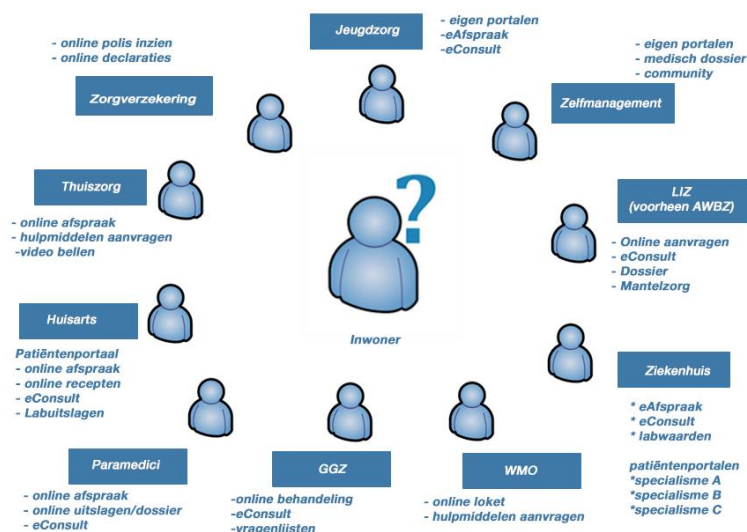 Jeugdzorg
- eigen portalen
-eAfspraak
-eConsult
- online polis inzien
- online declaraties
Zorgverzekering
- eigen portalen
- medisch dossier
- community
Zelfmanagement
Thuiszorg
- online afspraak
- hulpmiddelen aanvragen
-video bellen
?
Inwoner
LIZ
(voorheen AWBZ)
- Online aanvragen
- eConsult
- Dossier
- Mantelzorg
Huisarts
Patiëntenportaal
- online afspraak
- online recepten
- eConsult
- Labuitslagen
Ziekenhuis
* eAfspraak
* eConsult
* labwaarden
patiëntenportalen
*specialisme A
*specialisme B
*specialisme C
Paramedici
- online afspraak
- online uitslagen/dossier
- eConsult
GGZ
-online behandeling
-eConsult
-vragenlijsten
WMO
- online loket
- hulpmiddelen aanvragen